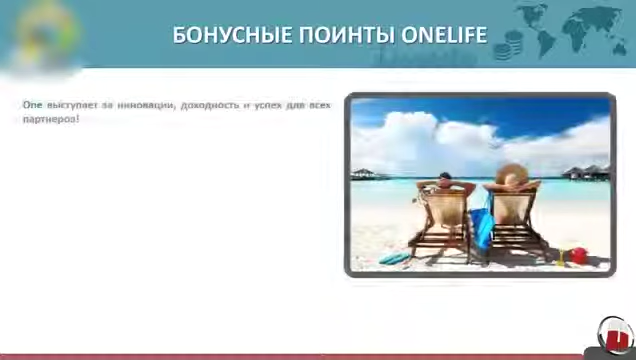 БОНУСНЫЕ ПОИНТЫ ONELIFE
One выступает за инновации, доходность и успех для всех
партнеров!